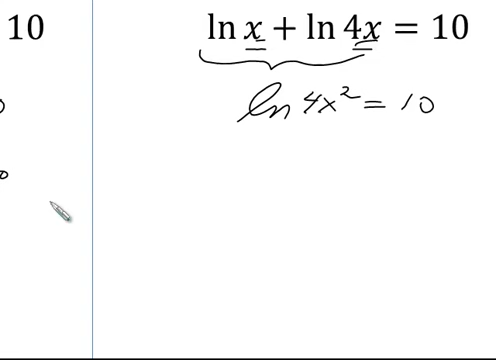 10
ln x + ln 4x = 10
ln 4x² = 10